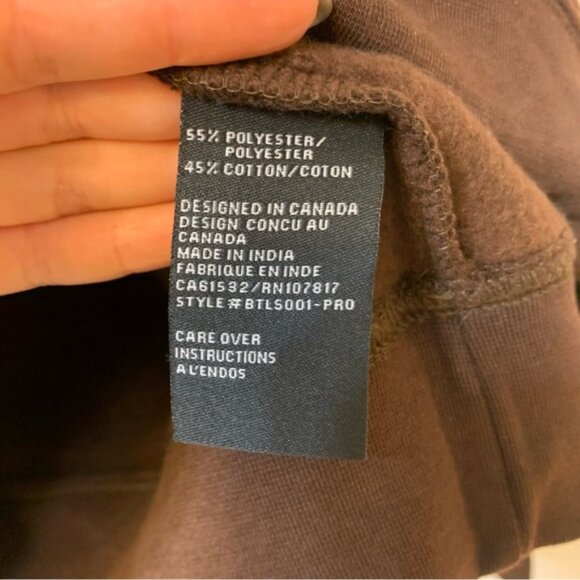 55% POLYESTER/
POLYESTER
45% COTTON/COTON
DESIGNED IN CANADA
DESIGN CONCU AU
CANADA
MADE IN INDIA
FABRIQUE EN INDE
CA61532/RN107817
STYLE #BTLS001-PRO
CARE OVER
INSTRUCTIONS
A L'ENDOS